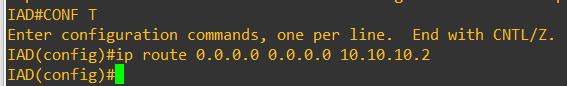 IAD#CONF T
Enter configuration commands, one per line.  End with CNTL/Z.
IAD(config)#ip route 0.0.0.0 0.0.0.0 10.10.10.2
IAD(config)#